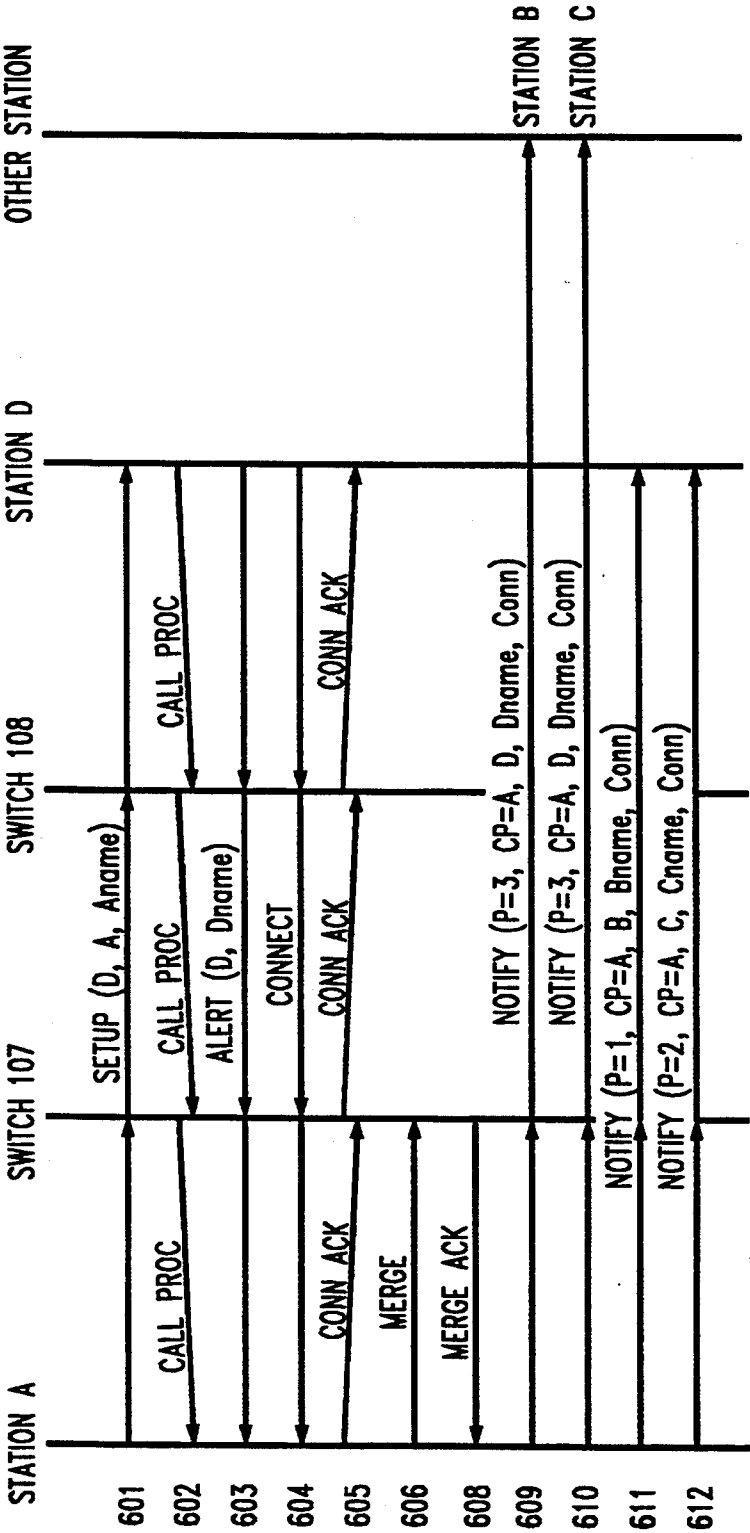 STATION A
SWITCH 107
SWITCH 108
STATION D
OTHER STATION
601
SETUP (D, A, Aname)
602
CALL PROC
CALL PROC
CALL PROC
603
ALERT (D, Dname)
604
CONNECT
605
CONN ACK
CONN ACK
CONN ACK
606
MERGE
608
MERGE ACK
609
NOTIFY (P=3, CP=A, D, Dname, Conn)
STATION B
610
NOTIFY (P=3, CP=A, D, Dname, Conn)
STATION C
611
NOTIFY (P=1, CP=A, B, Bname, Conn)
612
NOTIFY (P=2, CP=A, C, Cname, Conn)